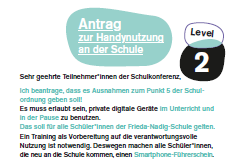 Antrag
zur Handynutzung
an der Schule
Level
2
Sehr geehrte Teilnehmer*innen der Schulkonferenz,
Ich beantrage, dass es Ausnahmen zum Punkt 6 der Schul-
ordnung geben soll!
Es muss erlaubt sein, private digitale Geräte im Unterricht und
in der Pause zu benutzen.
Das soll für alle Schüler*innen der Frieda-Nadig-Schule gelten.
Ein Training als Vorbereitung auf die verantwortungsvolle
Nutzung ist notwendig. Deswegen machen alle Schüler*innen,
die neu an die Schule kommen, einen Smartphone-Führerschein.